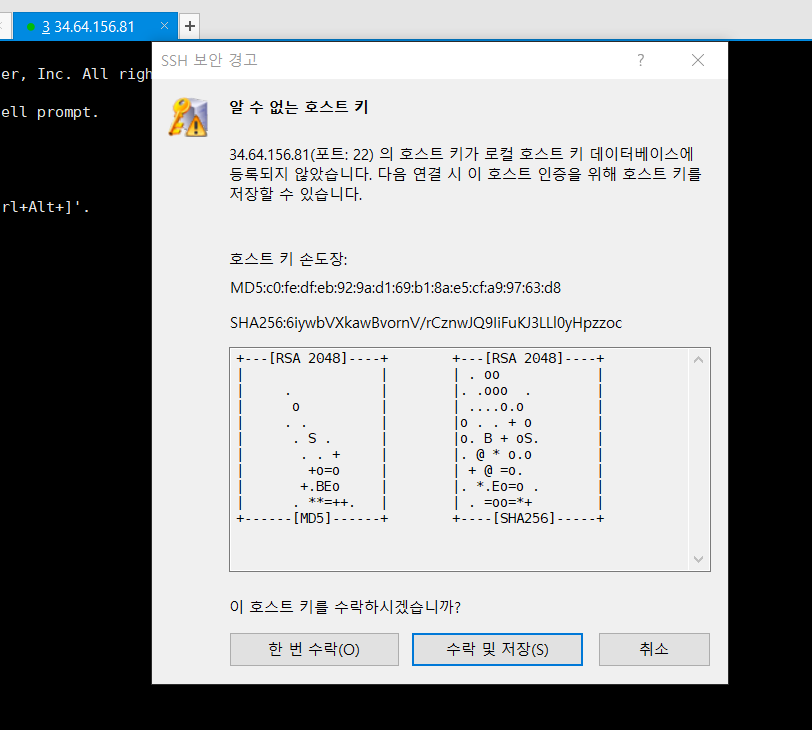 3 34.64.156.81
er, Inc. All righ
ell prompt.
rl+Alt+]'.
SSH 보안 경고
알 수 없는 호스트 키
34.64.156.81(포트: 22) 의 호스트 키가 로컬 호스트 키 데이터베이스에
등록되지 않았습니다. 다음 연결 시 이 호스트 인증을 위해 호스트 키를
저장할 수 있습니다.
호스트 키 손도장:
MD5:c0:fe:df:eb:92:9a:d1:69:b1:8a:e5:cf:a9:97:63:d8
SHA256:6iywbVXkawBvornV/rCznwJQ9IiFuKJ3LLl0yHpzzoc
+---[RSA 2048]----+        +---[RSA 2048]----+
|                 |        | . oo            |
|     .           |        |. .ooo  .        |
|      o          |        | ....o.o         |
|     . .         |        |o . . + o        |
|      . S .      |        |o. B + oS.       |
|       . . +     |        |. @ * o.o        |
|        +o=o     |        | + @ =o.         |
|       +.BEo     |        |. *.Eo=o .       |
|      . **=++.   |        | . =oo=*+        |
+------[MD5]------+        +----[SHA256]-----+
이 호스트 키를 수락하시겠습니까?
한 번 수락(O)
수락 및 저장(S)
취소